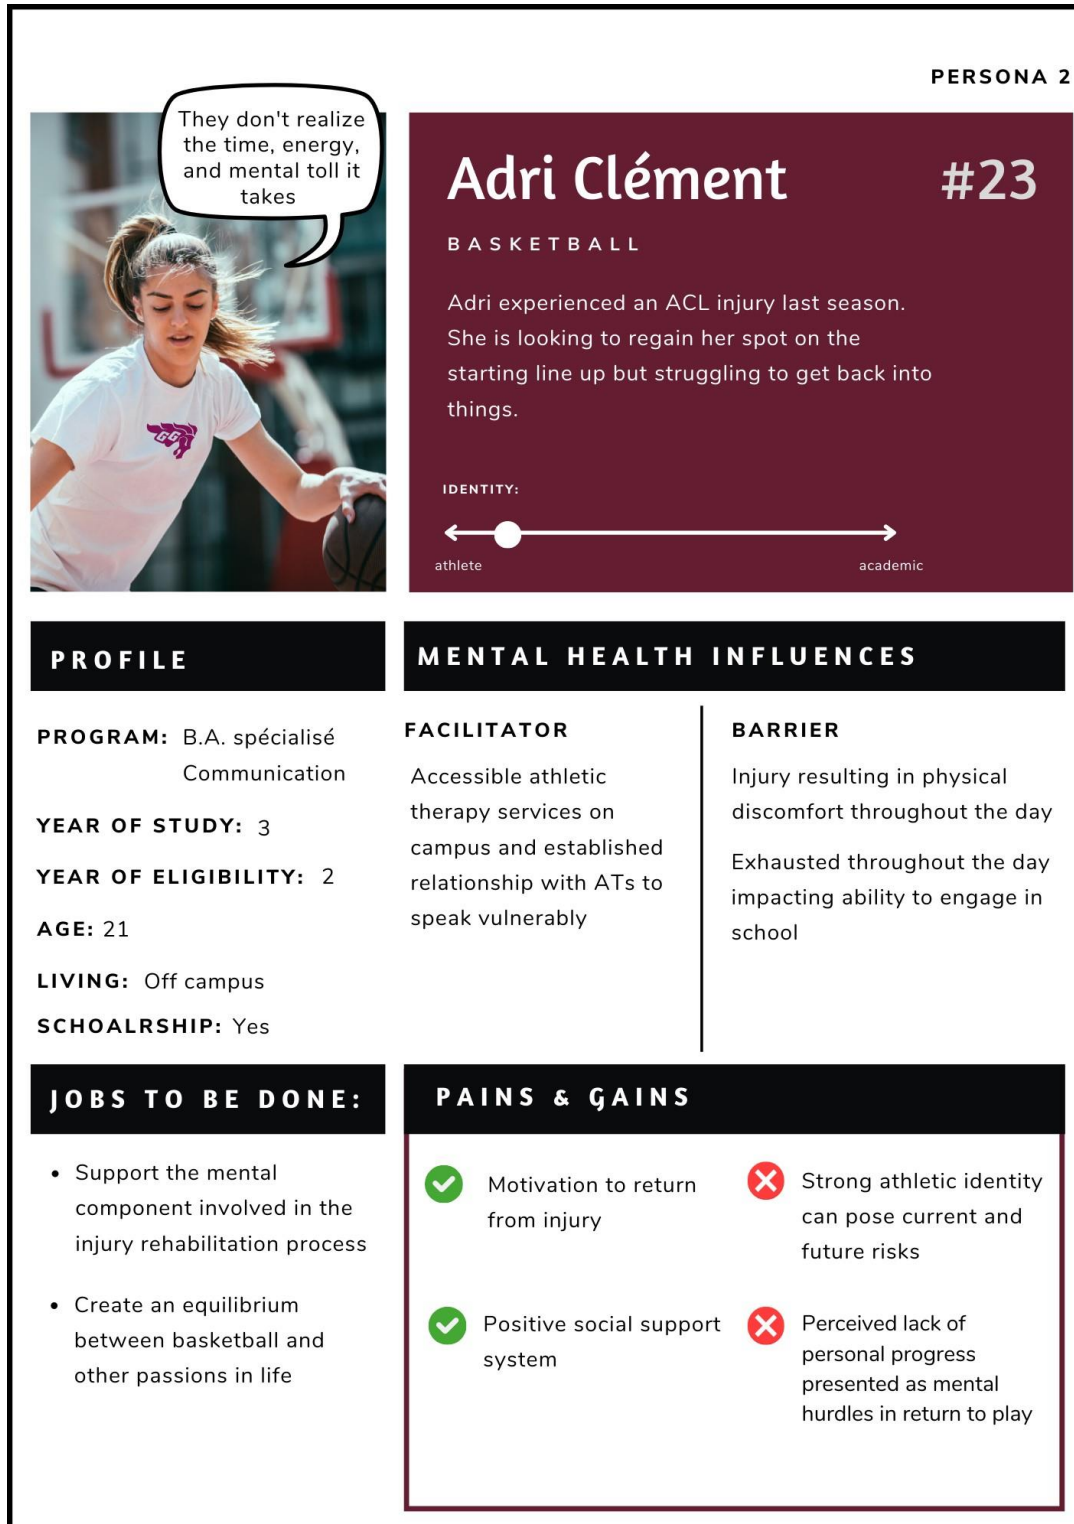 PERSONA 2
They don't realize
the time, energy,
and mental toll it
takes
Adri Clément
#23
BASKETBALL
Adri experienced an ACL injury last season.
She is looking to regain her spot on the
starting line up but struggling to get back into
things.
IDENTITY:
athlete
academic
GG
PROFILE
PROGRAM: B.A. spécialisé
Communication
YEAR OF STUDY: 3
YEAR OF ELIGIBILITY: 2
AGE: 21
LIVING: Off campus
SCHOALRSHIP: Yes
MENTAL HEALTH INFLUENCES
FACILITATOR
Accessible athletic
therapy services on
campus and established
relationship with ATs to
speak vulnerably
BARRIER
Injury resulting in physical
discomfort throughout the day
Exhausted throughout the day
impacting ability to engage in
school
JOBS TO BE DONE:
• Support the mental
component involved in the
injury rehabilitation process
• Create an equilibrium
between basketball and
other passions in life
PAINS & GAINS
Motivation to return
from injury
Positive social support
system
Strong athletic identity
can pose current and
future risks
Perceived lack of
personal progress
presented as mental
hurdles in return to play